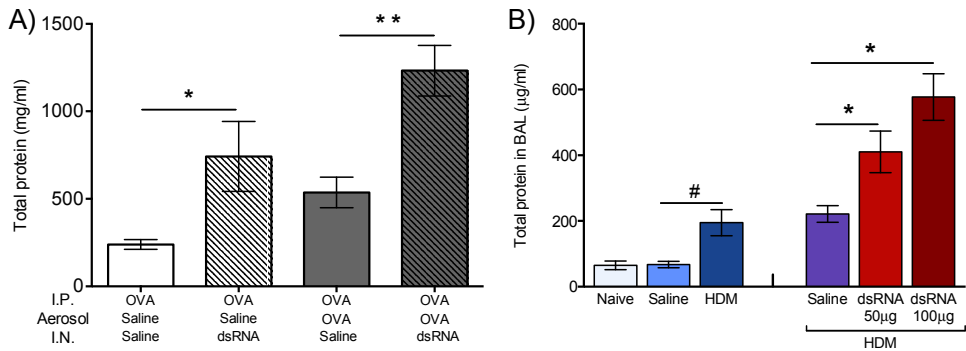 A)
Total protein (mg/ml)
1500
1000
500
0
*
* *
I.P. OVA OVA OVA OVA
Aerosol Saline Saline OVA OVA
I.N. Saline dsRNA Saline dsRNA
B)
Total protein in BAL (µg/ml)
800
600
400
200
0
#
*
*
Naive Saline HDM Saline dsRNA dsRNA
50µg 100µg
HDM